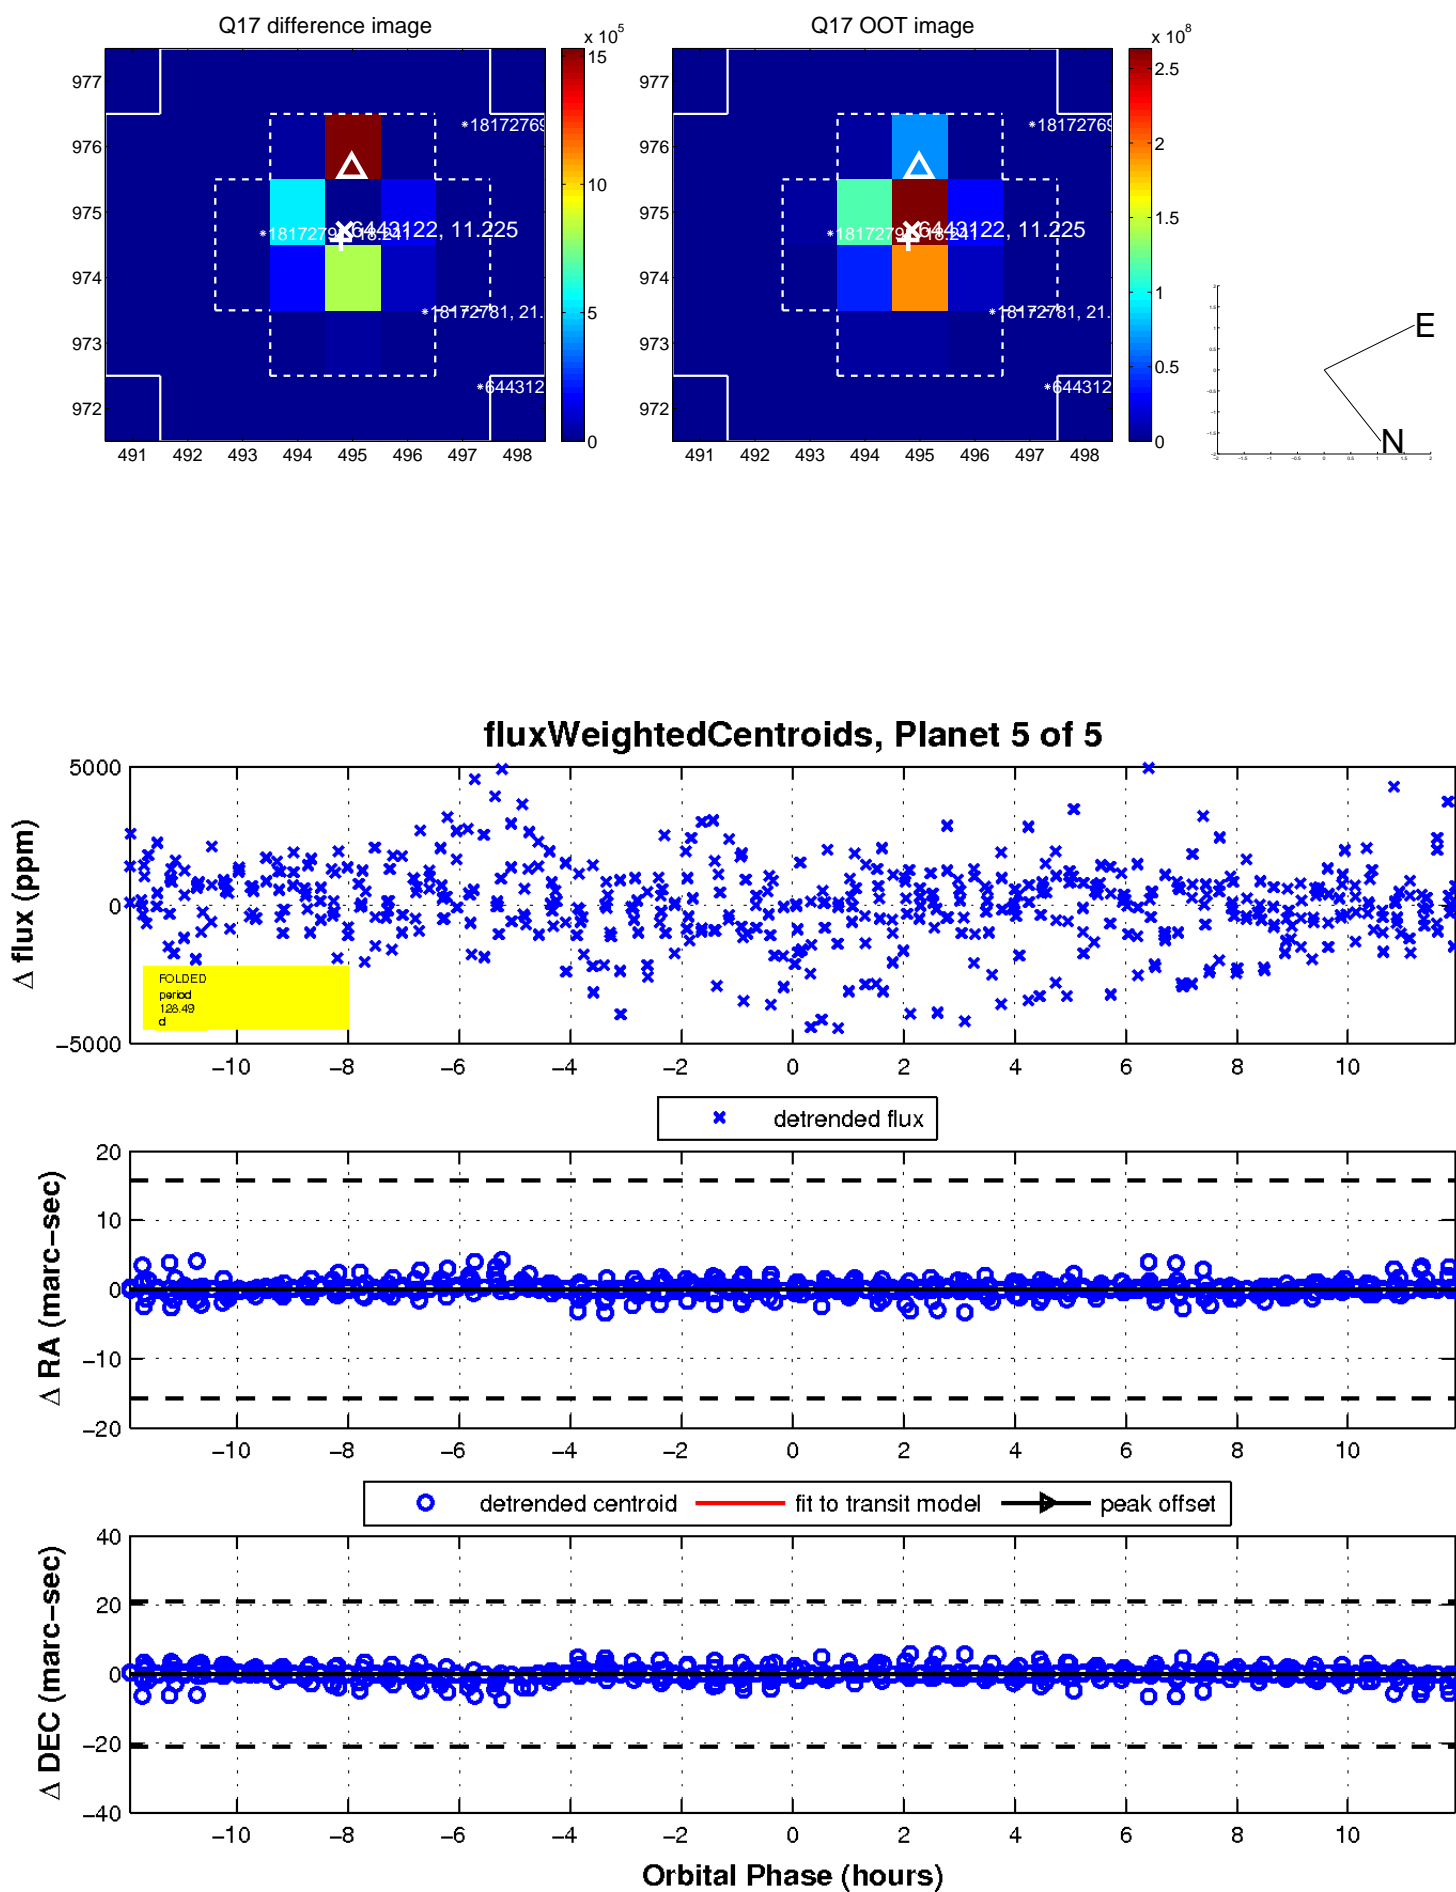 Q17 difference image
x 10^5
977
976
975
974
973
972
491 492 493 494 495 496 497 498
15
10
5
0
*18172769
6443122, 11.225
*18172781, 21.
*644312
Q17 OOT image
x 10^8
977
976
975
974
973
972
491 492 493 494 495 496 497 498
2.5
2
1.5
1
0.5
0
*18172769
6443122, 11.225
*18172781, 21.
*644312
E
N
fluxWeightedCentroids, Planet 5 of 5
Δ flux (ppm)
5000
0
−5000
FOLDED
period
128.49
d
−10 −8 −6 −4 −2 0 2 4 6 8 10
detrended flux
Δ RA (marc−sec)
20
10
0
−10
−20
−10 −8 −6 −4 −2 0 2 4 6 8 10
detrended centroid fit to transit model peak offset
Δ DEC (marc−sec)
40
20
0
−20
−40
−10 −8 −6 −4 −2 0 2 4 6 8 10
Orbital Phase (hours)